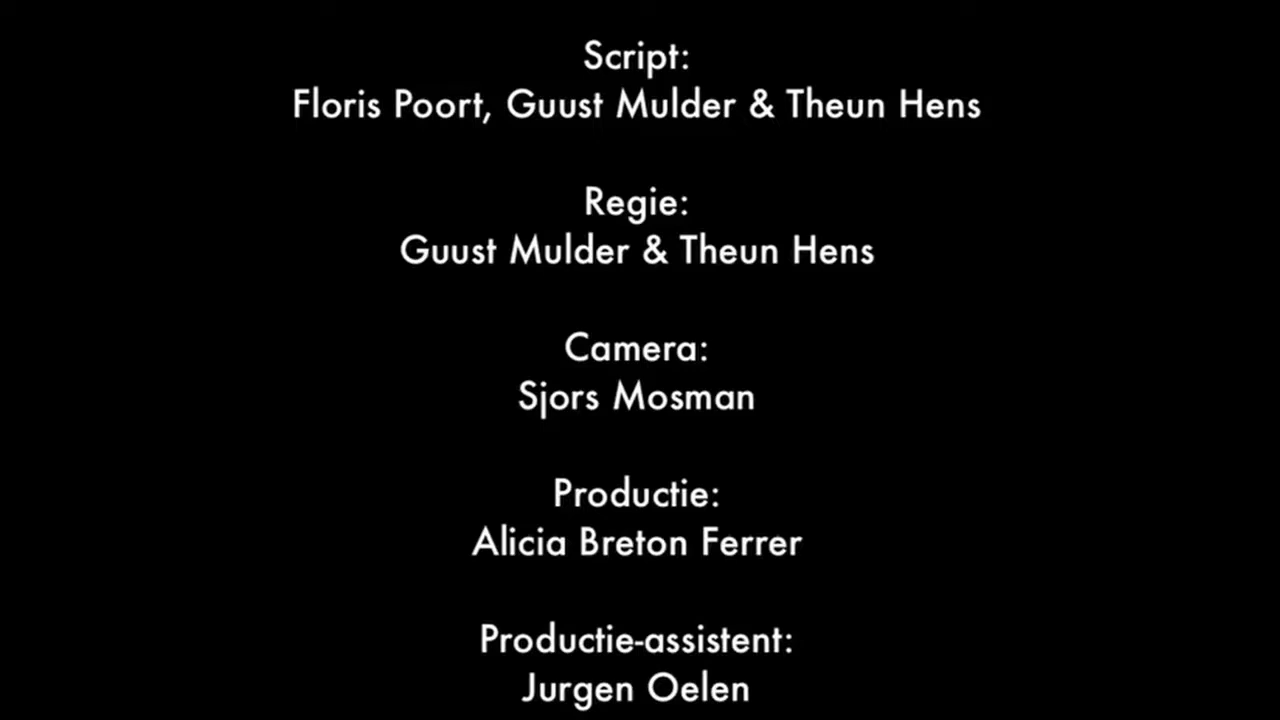 Script:
Floris Poort, Guust Mulder & Theun Hens
Regie:
Guust Mulder & Theun Hens
Camera:
Sjors Mosman
Productie:
Alicia Breton Ferrer
Productie-assistent:
Jurgen Oelen